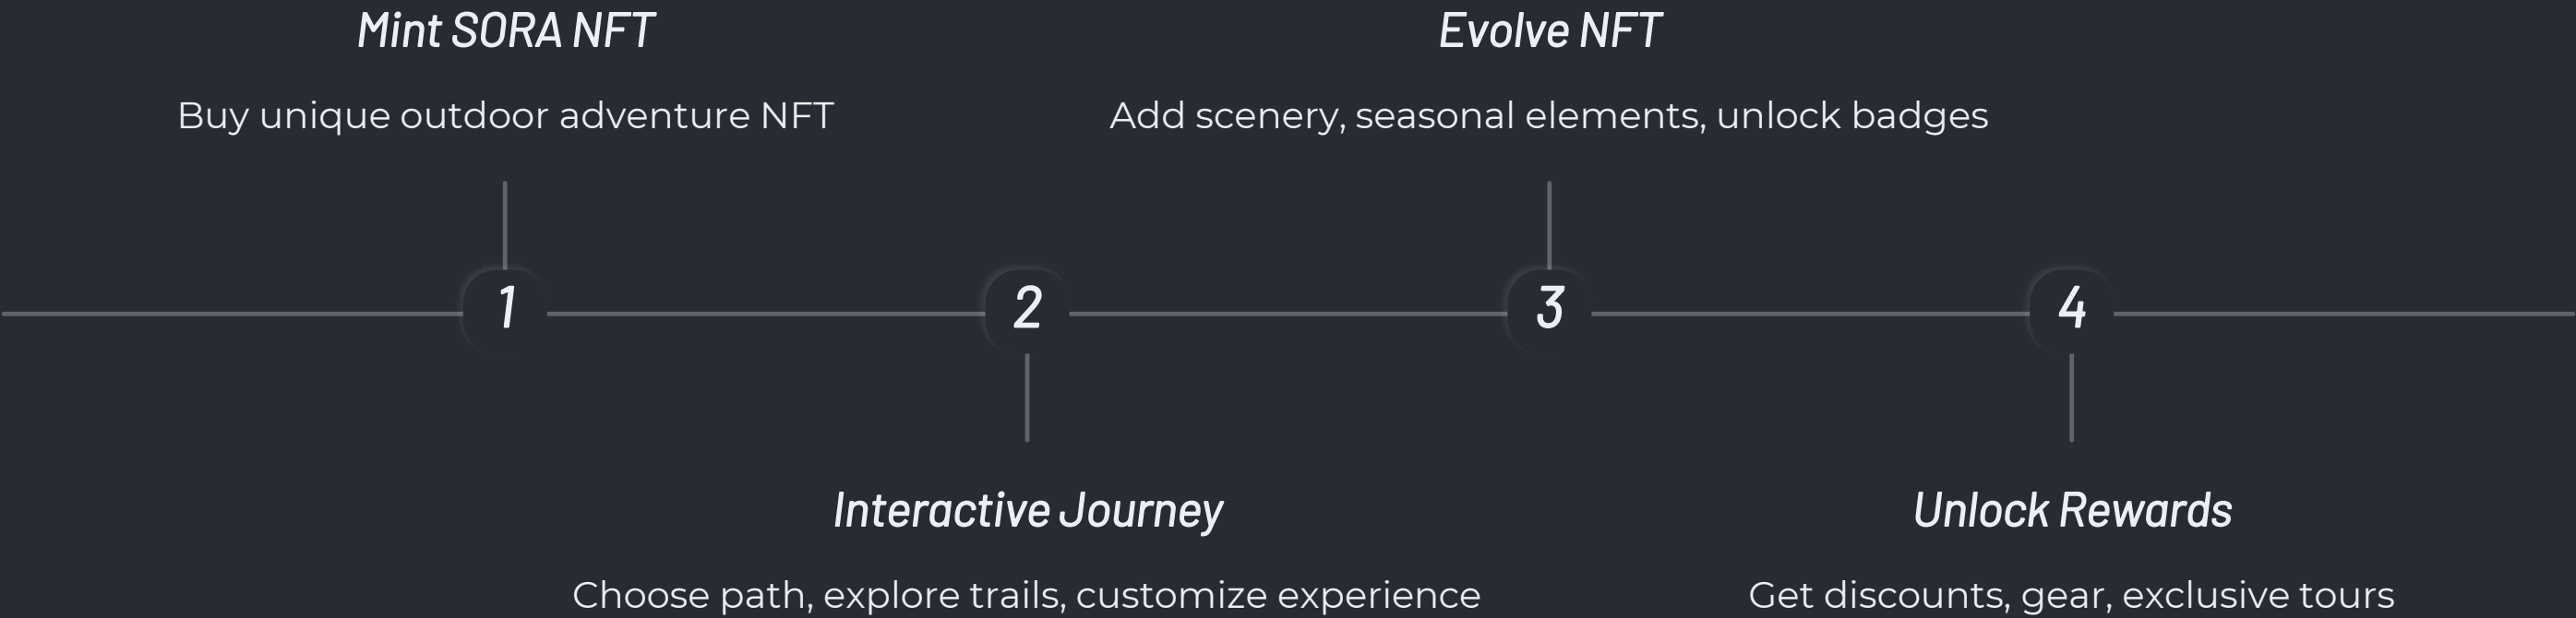 Mint SORA NFT
Buy unique outdoor adventure NFT
Evolve NFT
Add scenery, seasonal elements, unlock badges
1
2
3
4
Interactive Journey
Choose path, explore trails, customize experience
Unlock Rewards
Get discounts, gear, exclusive tours